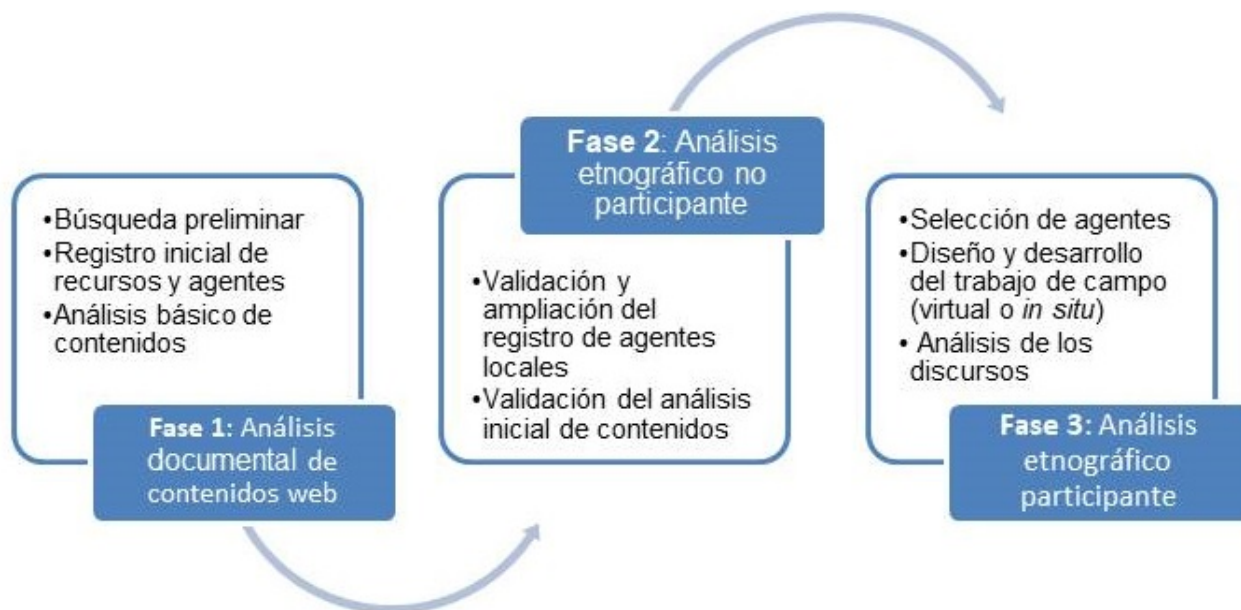 •Búsqueda preliminar
•Registro inicial de
recursos y agentes
•Análisis básico de
contenidos
Fase 1: Análisis
documental de
contenidos web
Fase 2: Análisis
etnográfico no
participante
•Validación y
ampliación del
registro de agentes
locales
•Validación del análisis
inicial de contenidos
•Selección de agentes
•Diseño y desarrollo
del trabajo de campo
(virtual o in situ)
• Análisis de los
discursos
Fase 3: Análisis
etnográfico
participante